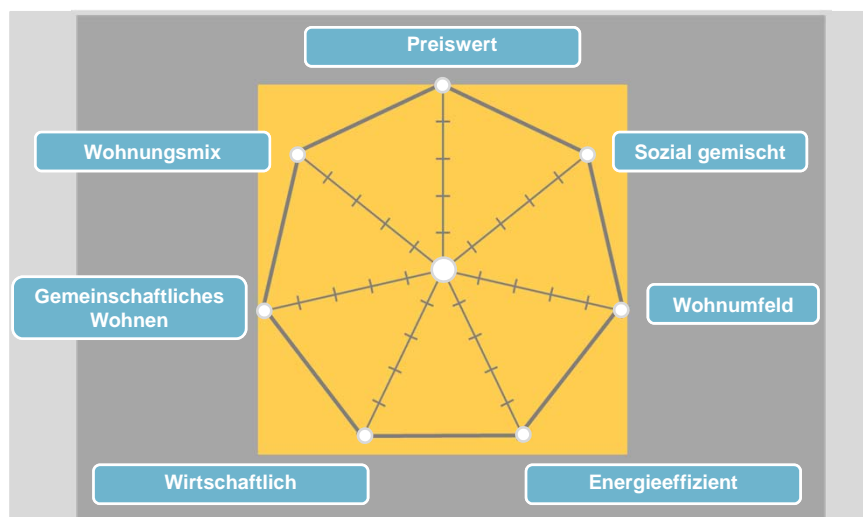 Preiswert
Wohnungsmix
Sozial gemischt
Gemeinschaftliches
Wohnen
Wohnumfeld
Wirtschaftlich
Energieeffizient